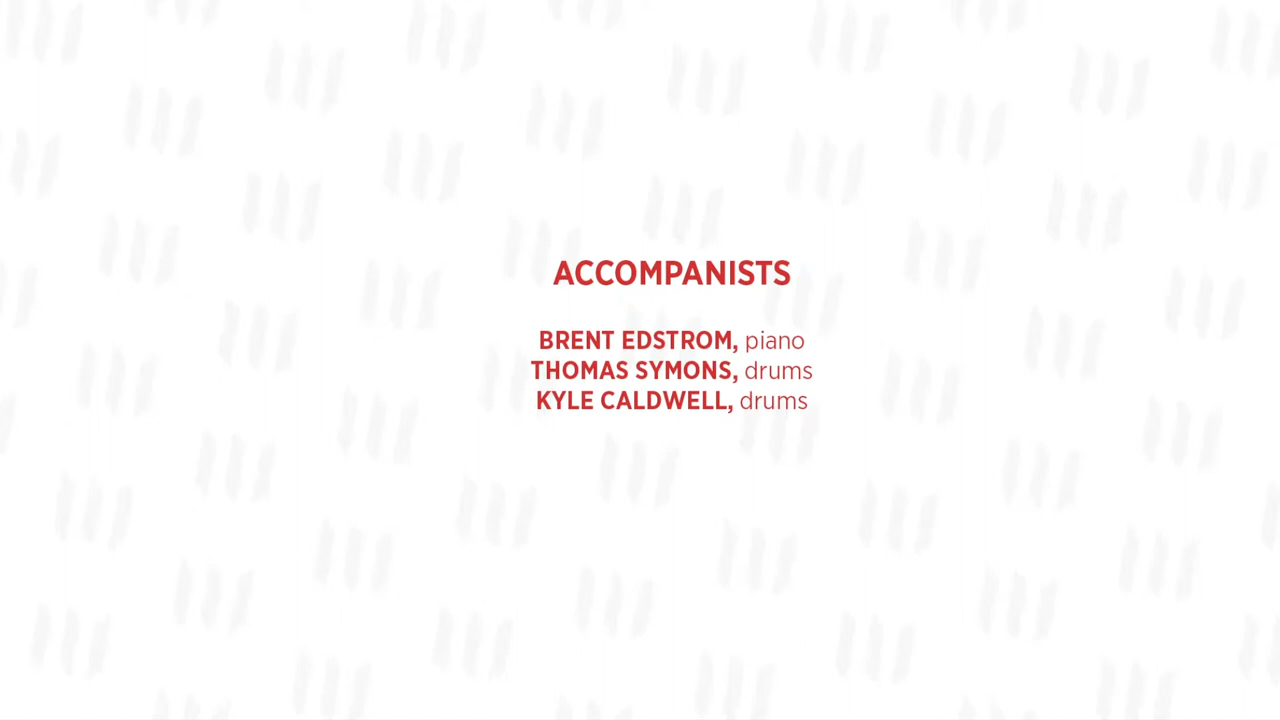 ACCOMPANISTS
BRENT EDSTROM, piano
THOMAS SYMONS, drums
KYLE CALDWELL, drums